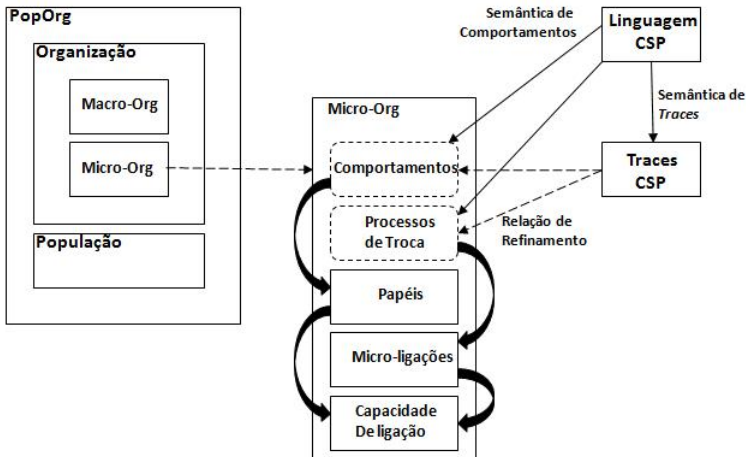 PopOrg
Organização
Macro-Org
Micro-Org
População
Micro-Org
Comportamentos
Processos
de Troca
Papéis
Micro-ligações
Capacidade
De ligação
Semântica de
Comportamentos
Linguagem
CSP
Semântica de
Traces
Traces
CSP
Relação de
Refinamento